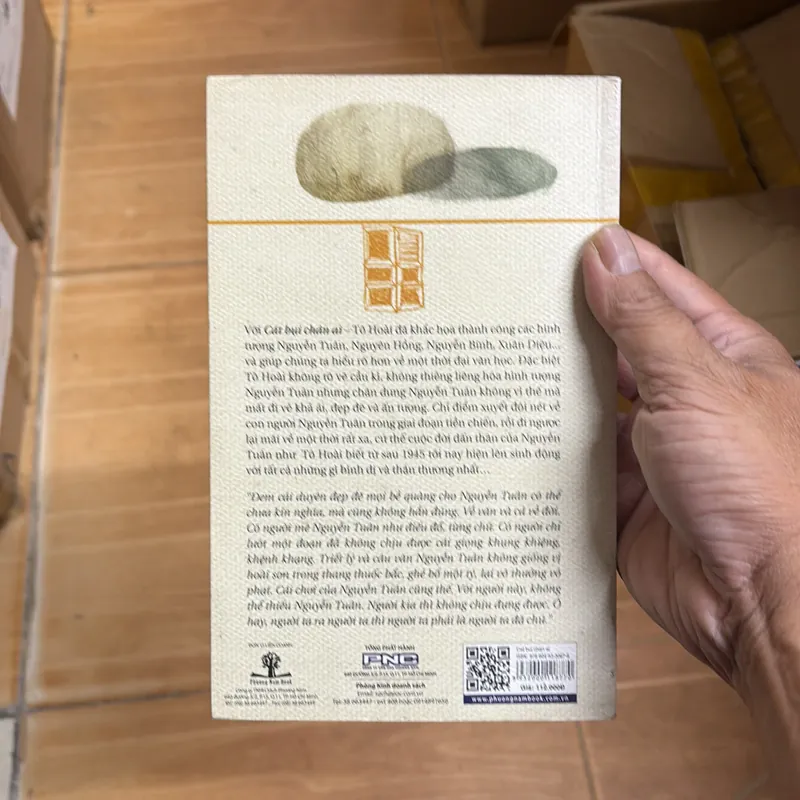 Với Cát bụi chân ai – Tô Hoài đã khắc họa thành công các hình
tượng Nguyễn Tuân, Nguyên Hồng, Nguyễn Bính, Xuân Diệu...
và giúp chúng ta hiểu rõ hơn về một thời đại văn học. Đặc biệt
Tô Hoài không tô vẽ cầu kì, không thiêng liêng hóa hình tượng
Nguyễn Tuân nhưng chân dung Nguyễn Tuân không vì thế mà
mất đi vẻ khả ái, đẹp đẽ và ấn tượng. Chỉ điểm xuyết đôi nét về
con người Nguyễn Tuân trong giai đoạn tiền chiến, rồi đi ngược
lại mãi về một thời rất xa, cứ thế cuộc đời dấn thân của Nguyễn
Tuân như Tô Hoài biết từ sau 1945 tới nay hiện lên sinh động
với tất cả những gì bình dị và thân thương nhất...
"Đem cái duyên đẹp đẽ mọi bề quàng cho Nguyễn Tuân có thể
chưa kín nghĩa, mà cũng không hẳn đúng. Về văn và cả về đời.
Có người mê Nguyễn Tuân như điếu đổ, từng chữ. Có người chỉ
lướt một đoạn đã không chịu được cái giọng khụng khiệng,
khệnh khạng. Triết lý và câu văn Nguyễn Tuân không giống vị
hoài sơn trong thang thuốc bắc, ghé bổ một tý, lại vô thưởng vô
phạt. Cái chơi của Nguyễn Tuân cũng thế. Với người này, không
thể thiếu Nguyễn Tuân. Người kia thì không chịu đựng được. Ô
hay, người ta ra người ta thì người ta phải là người ta đã chứ."
Phuong Nam Book
TỔNG PHÁT HÀNH
PNC
Phòng Kinh doanh sách
Cát bụi chân ai
Giá: 110.000Đ
www.phuongnambook.com.vn